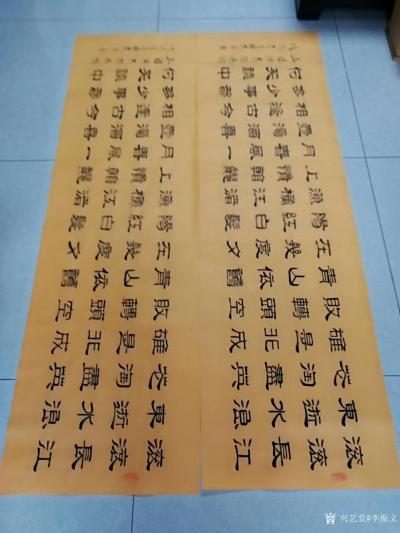 滚滚長江
東逝水浪
花淘盡英
雄是非成
敗轉頭空
青山依舊
在幾度夕
陽紅白髮
漁樵江渚
上慣看秋
月春風一
壺濁酒喜
相逢古今
多少事都
付笑談中
滚滚長江
東逝水浪
花淘盡英
雄是非成
敗轉頭空
青山依舊
在幾度夕
陽紅白髮
漁樵江渚
上慣看秋
月春風一
壺濁酒喜
相逢古今
多少事都
付笑談中
兴艺堂@李振文